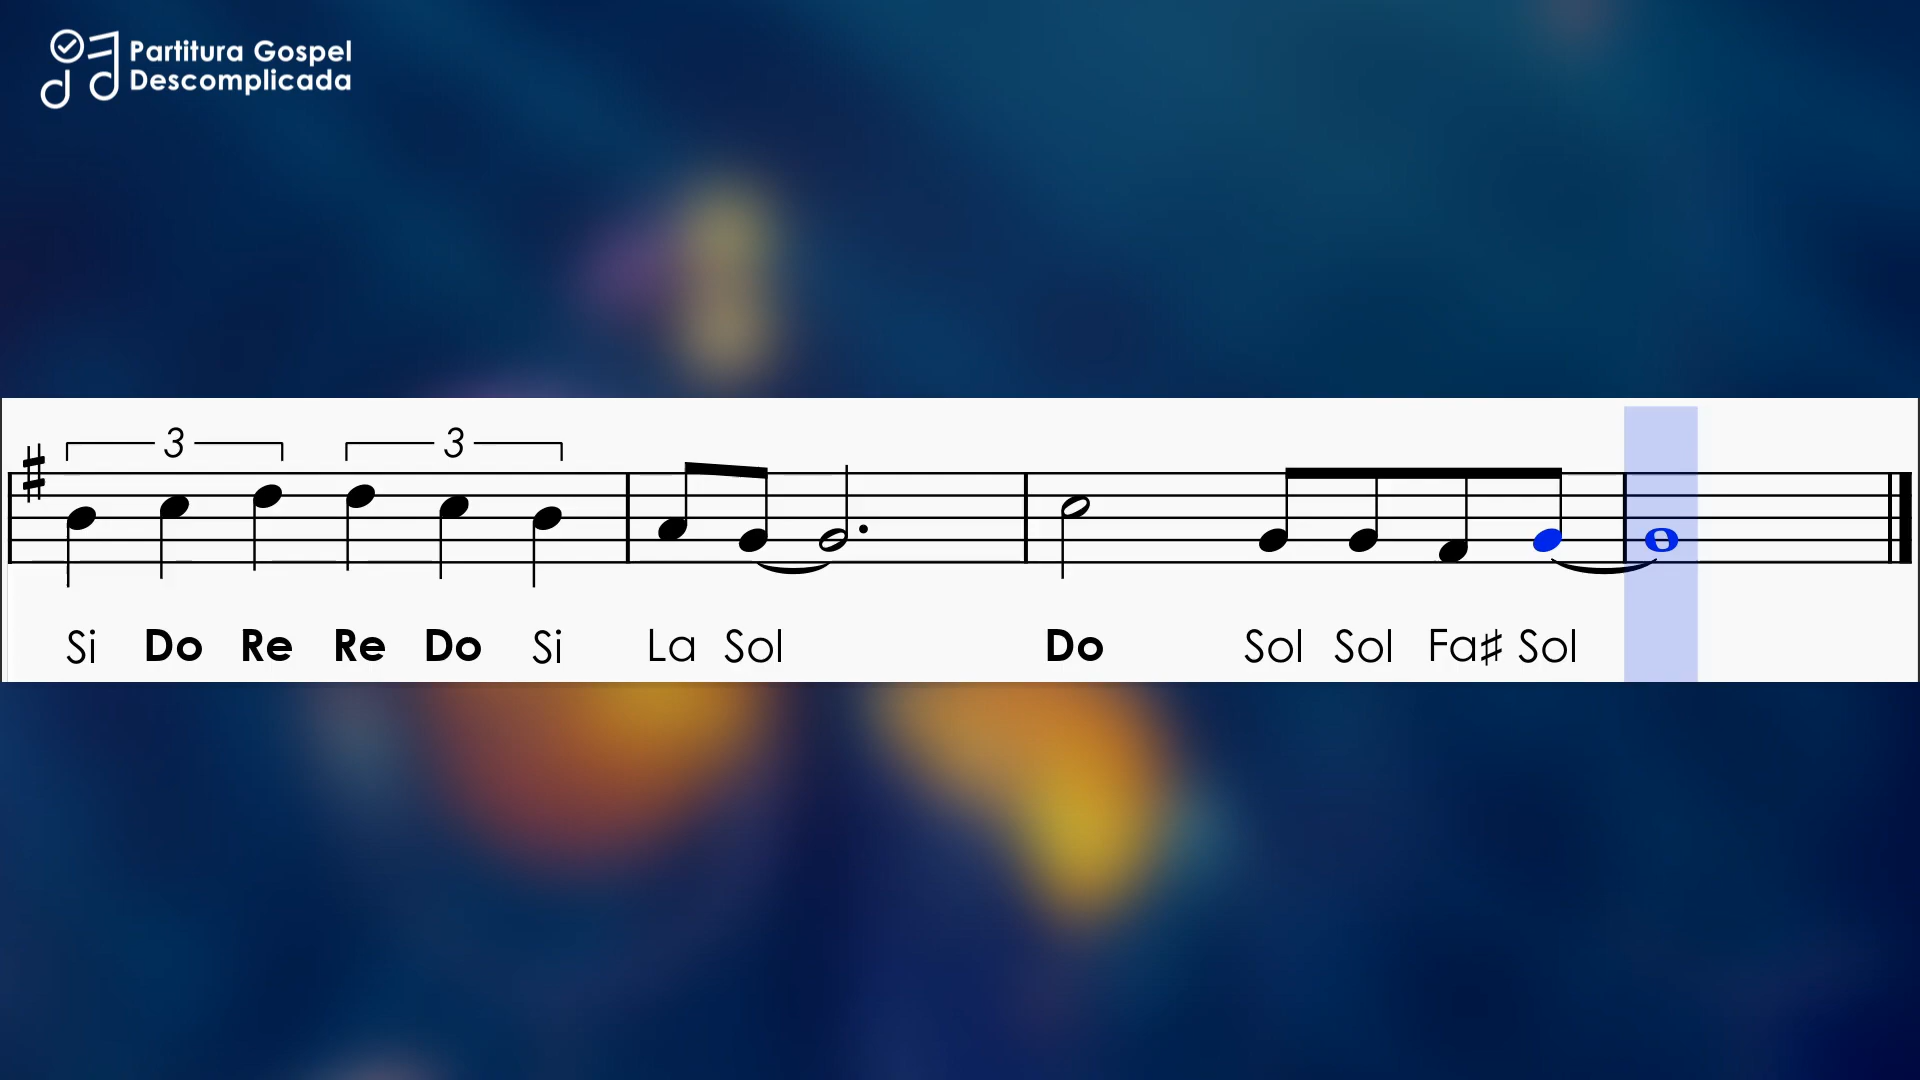 Partitura Gospel
Descomplicada
3 3
Si Do Re Re Do Si La Sol Do Sol Sol Fa♯ Sol